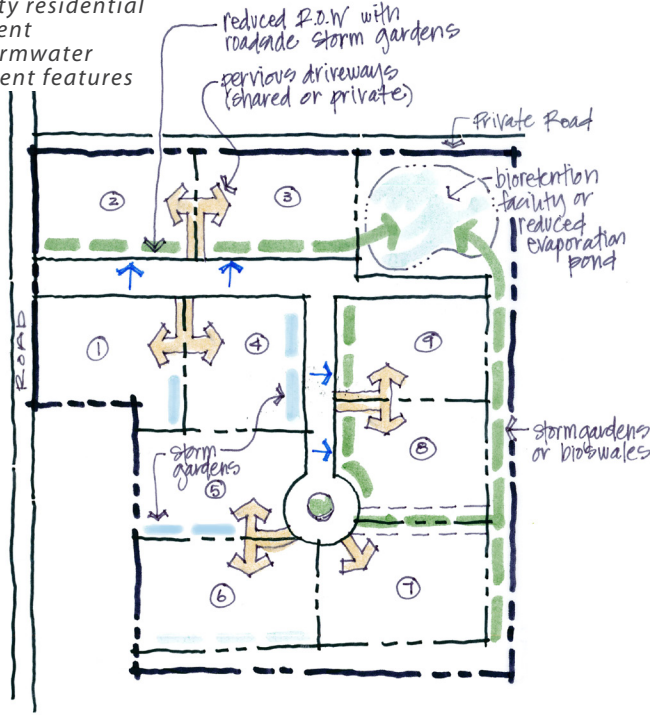 ty residential
ent
rmwater
ent features
reduced R.O.W with
roadside storm gardens
pervious driveways
(shared or private)
Private Road
bioretention
facility or
reduced
evaporation
pond
2
3
ROAD
1
4
9
8
storm
gardens
5
stormgardens
or bioswales
6
7